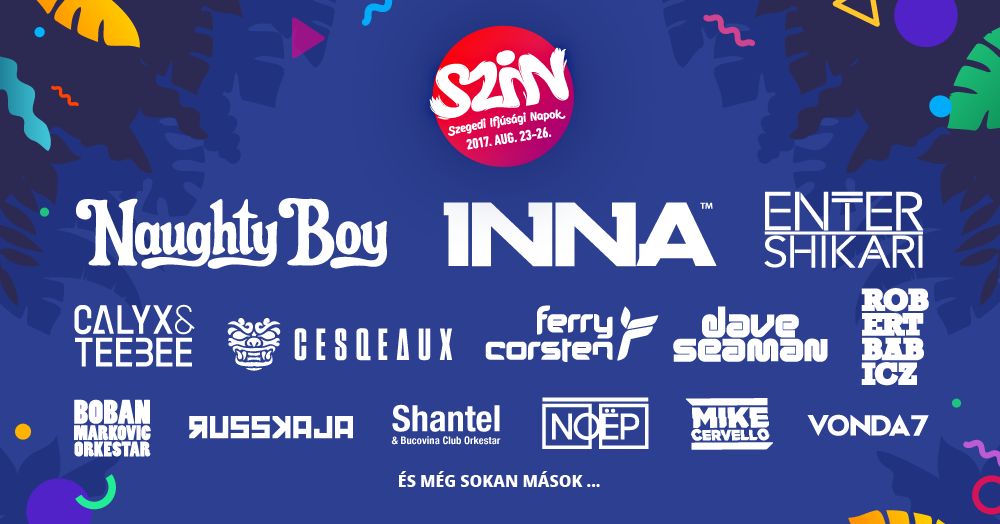 SZIN
Szegedi Ifjúsági Napok
2017. AUG. 23-26.
Naughty Boy
INNA™
ENTER
SHIKARI
CALYX&
TEEBEE
CESQEAUX
ferry
corsten
dave
seaman
ROB
ERT
BAB
ICZ
BOBAN
MARKOVIC
ORKESTAR
ЯUSSKAJA
Shantel
& Bucovina Club Orkestar
NOËP
MIKE
CERVELLO
VONDA7
ÉS MÉG SOKAN MÁSOK ...